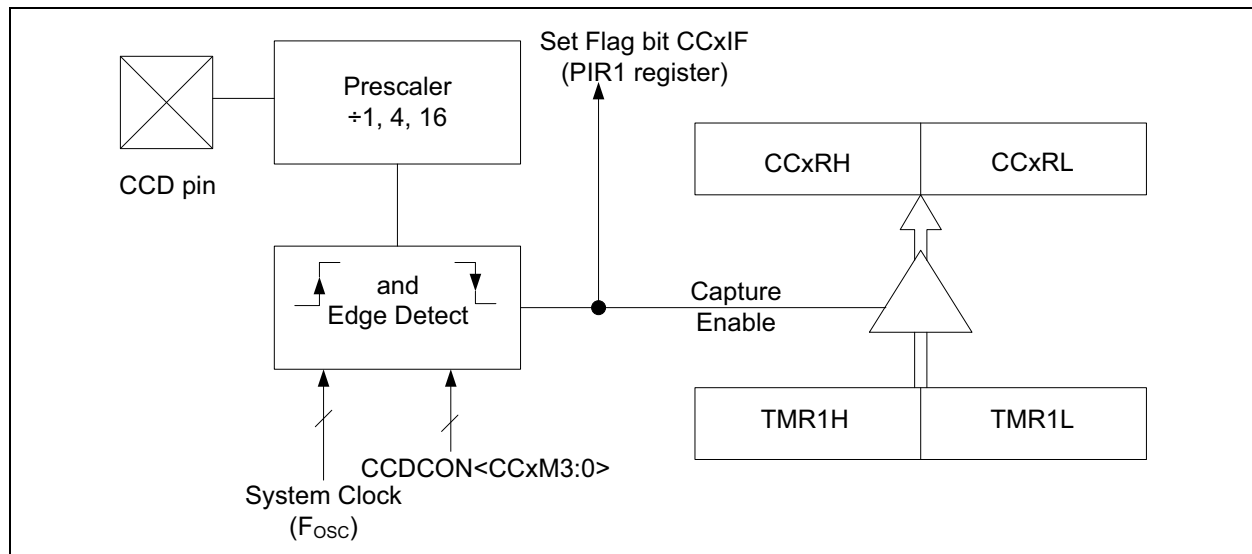 Set Flag bit CCxIF
(PIR1 register)
Prescaler
÷1, 4, 16
CCD pin
CCxRH
CCxRL
and
Edge Detect
Capture
Enable
TMR1H
TMR1L
CCDCON<CCxM3:0>
System Clock
(FOSC)